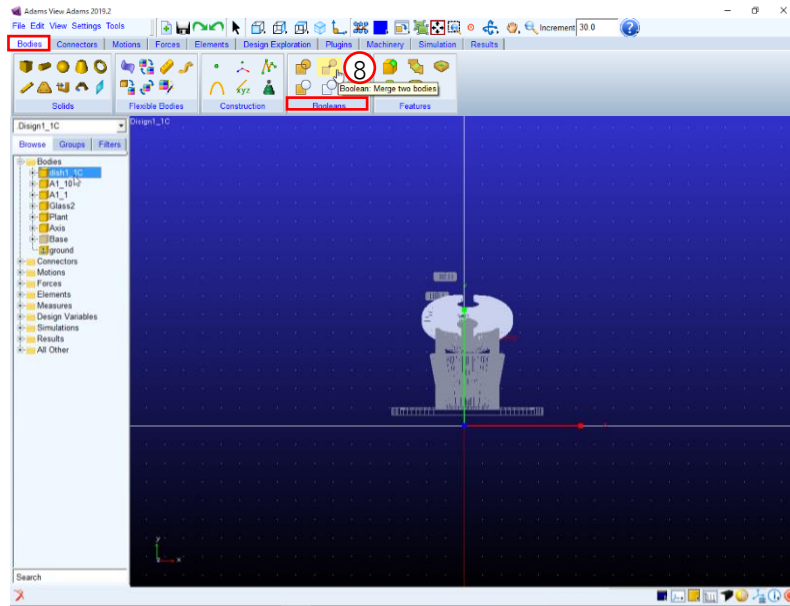 Adams View Adams 2019.2
File Edit View Settings Tools
Increment 30.0
Bodies Connectors Motions Forces Elements Design Exploration Plugins Machinery Simulation Results
8
Boolean: Merge two bodies
xyz
Solids Flexible Bodies Construction Booleans Features
.Disign1_1C
Disign1_1C
Browse Groups Filters
Bodies
dish1_1C
A1_10
A1_1
Glass2
Plant
Axis
Base
ground
Connectors
Motions
Forces
Elements
Measures
Design Variables
Simulations
Results
All Other
Y
x
Search